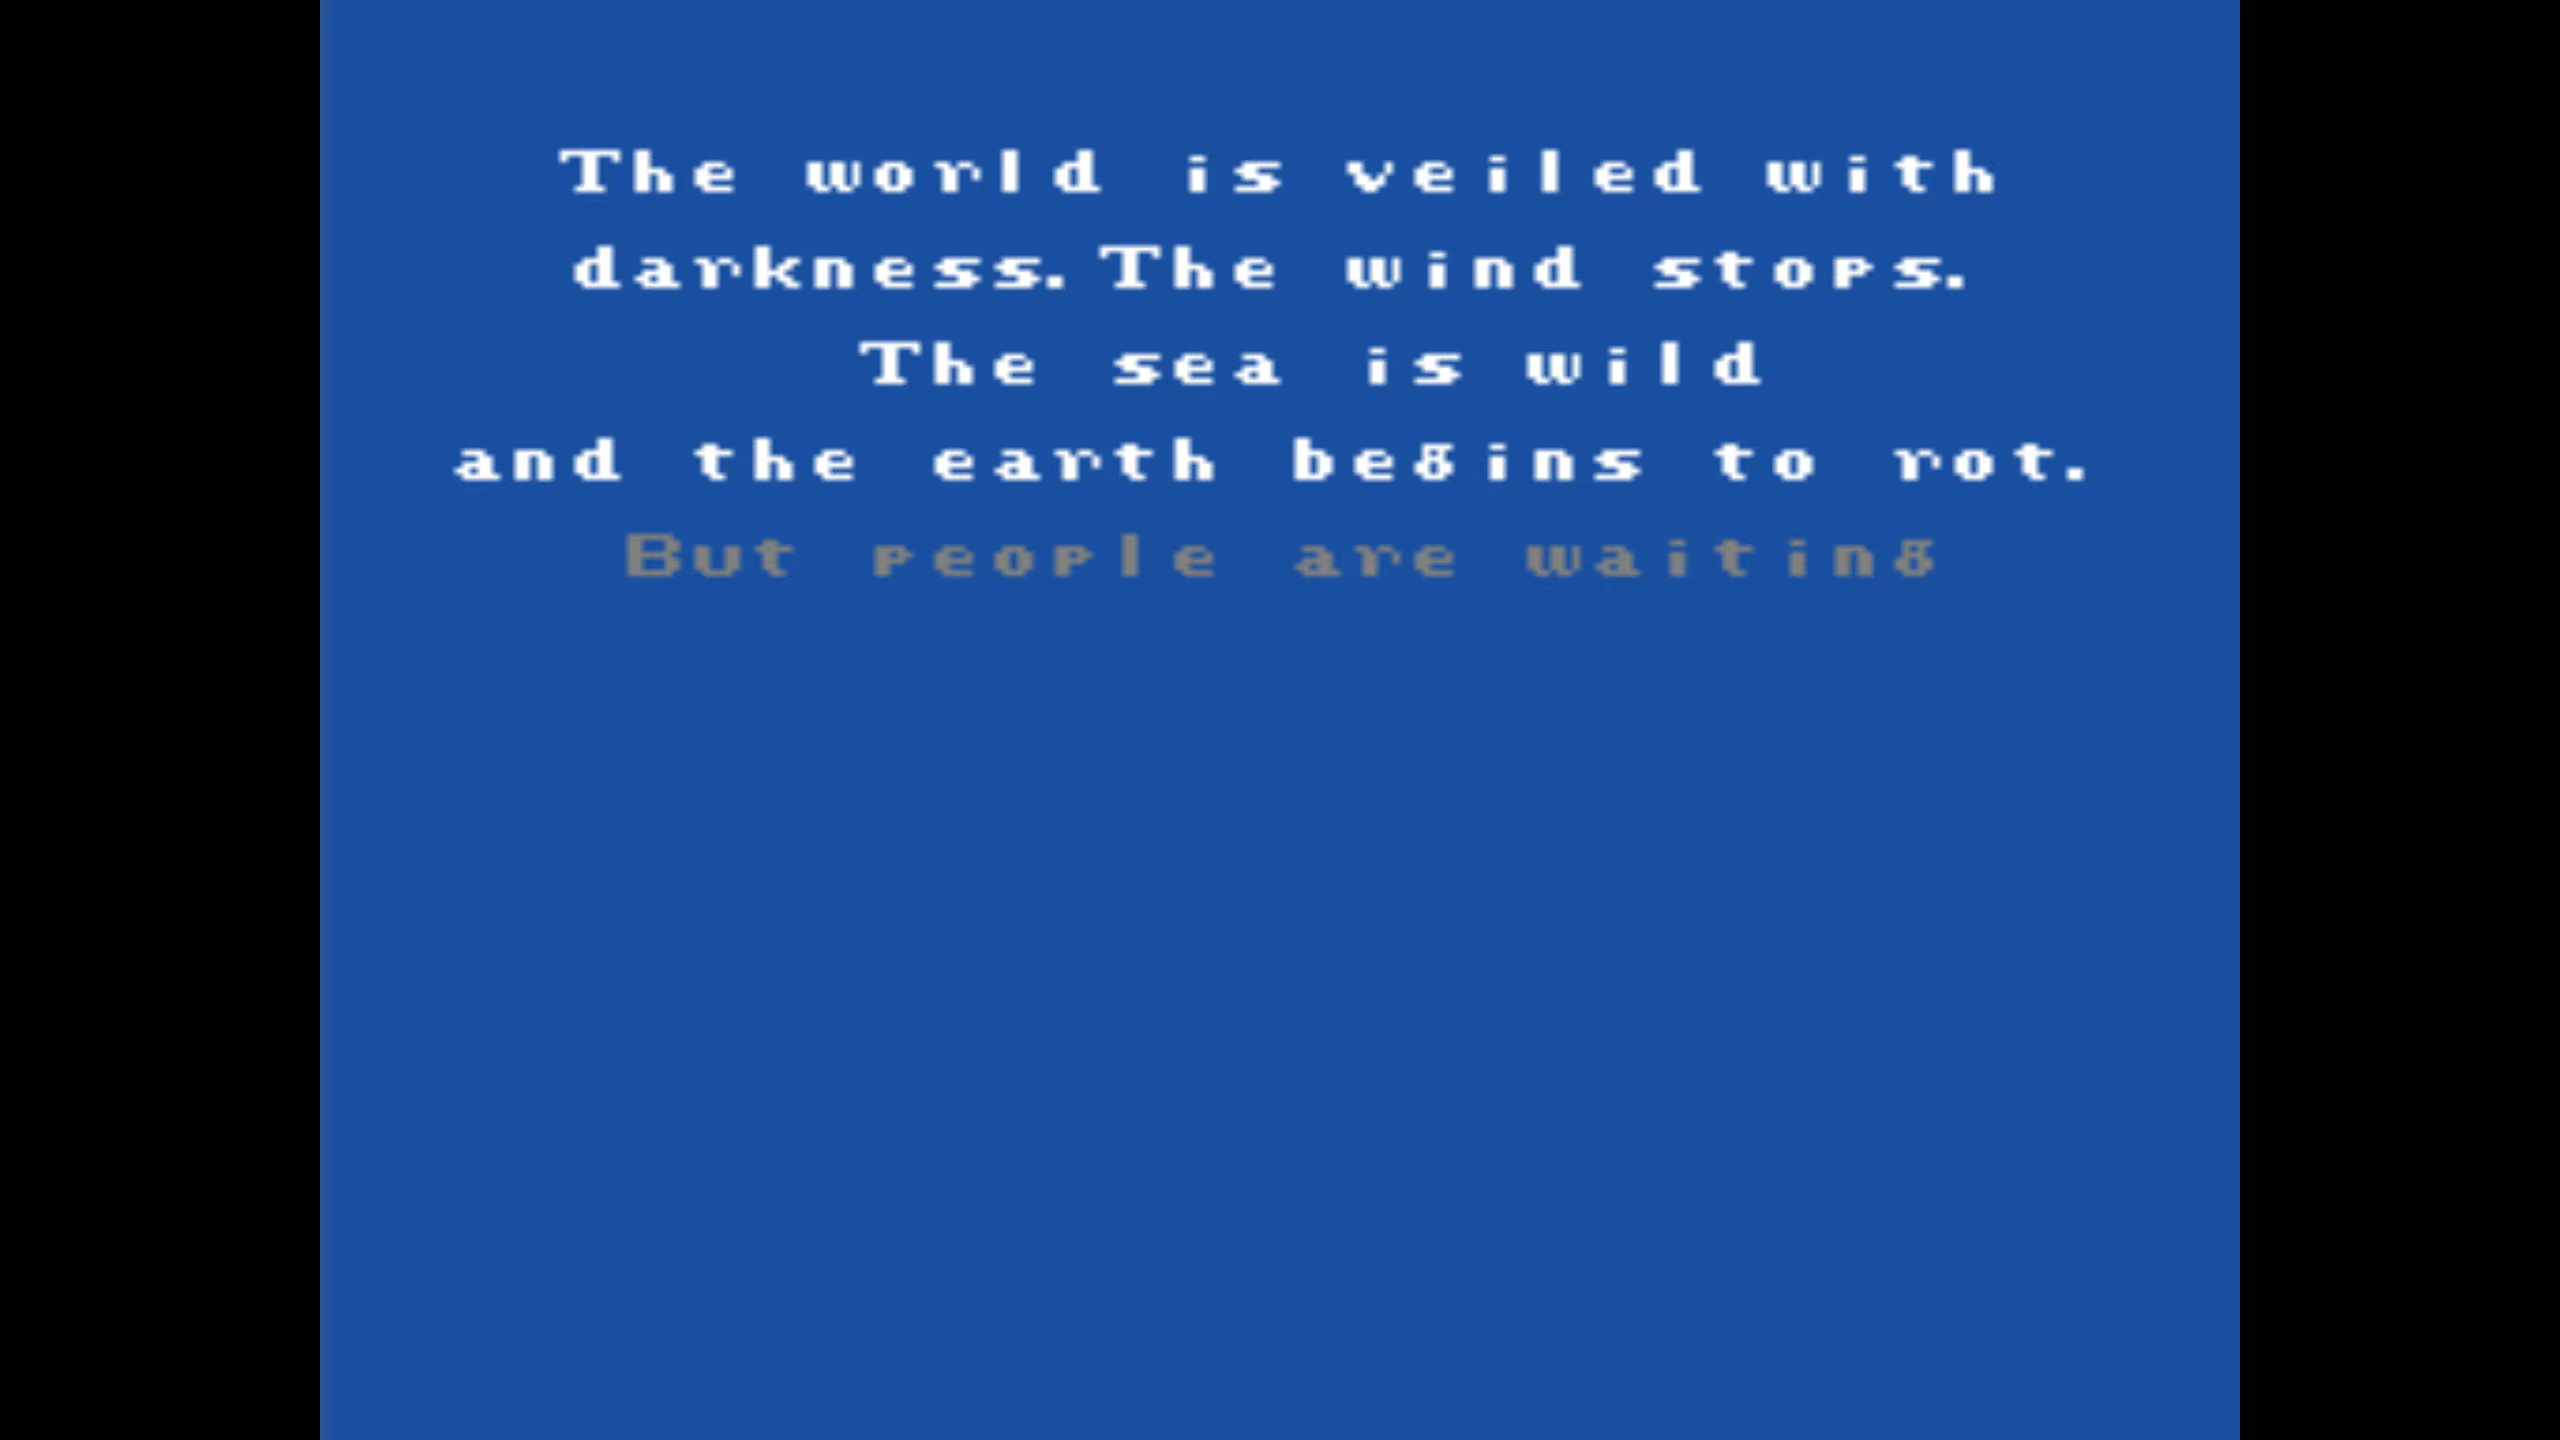 The world is veiled with
darkness. The wind stops.
The sea is wild
and the earth begins to rot.
But people are waiting